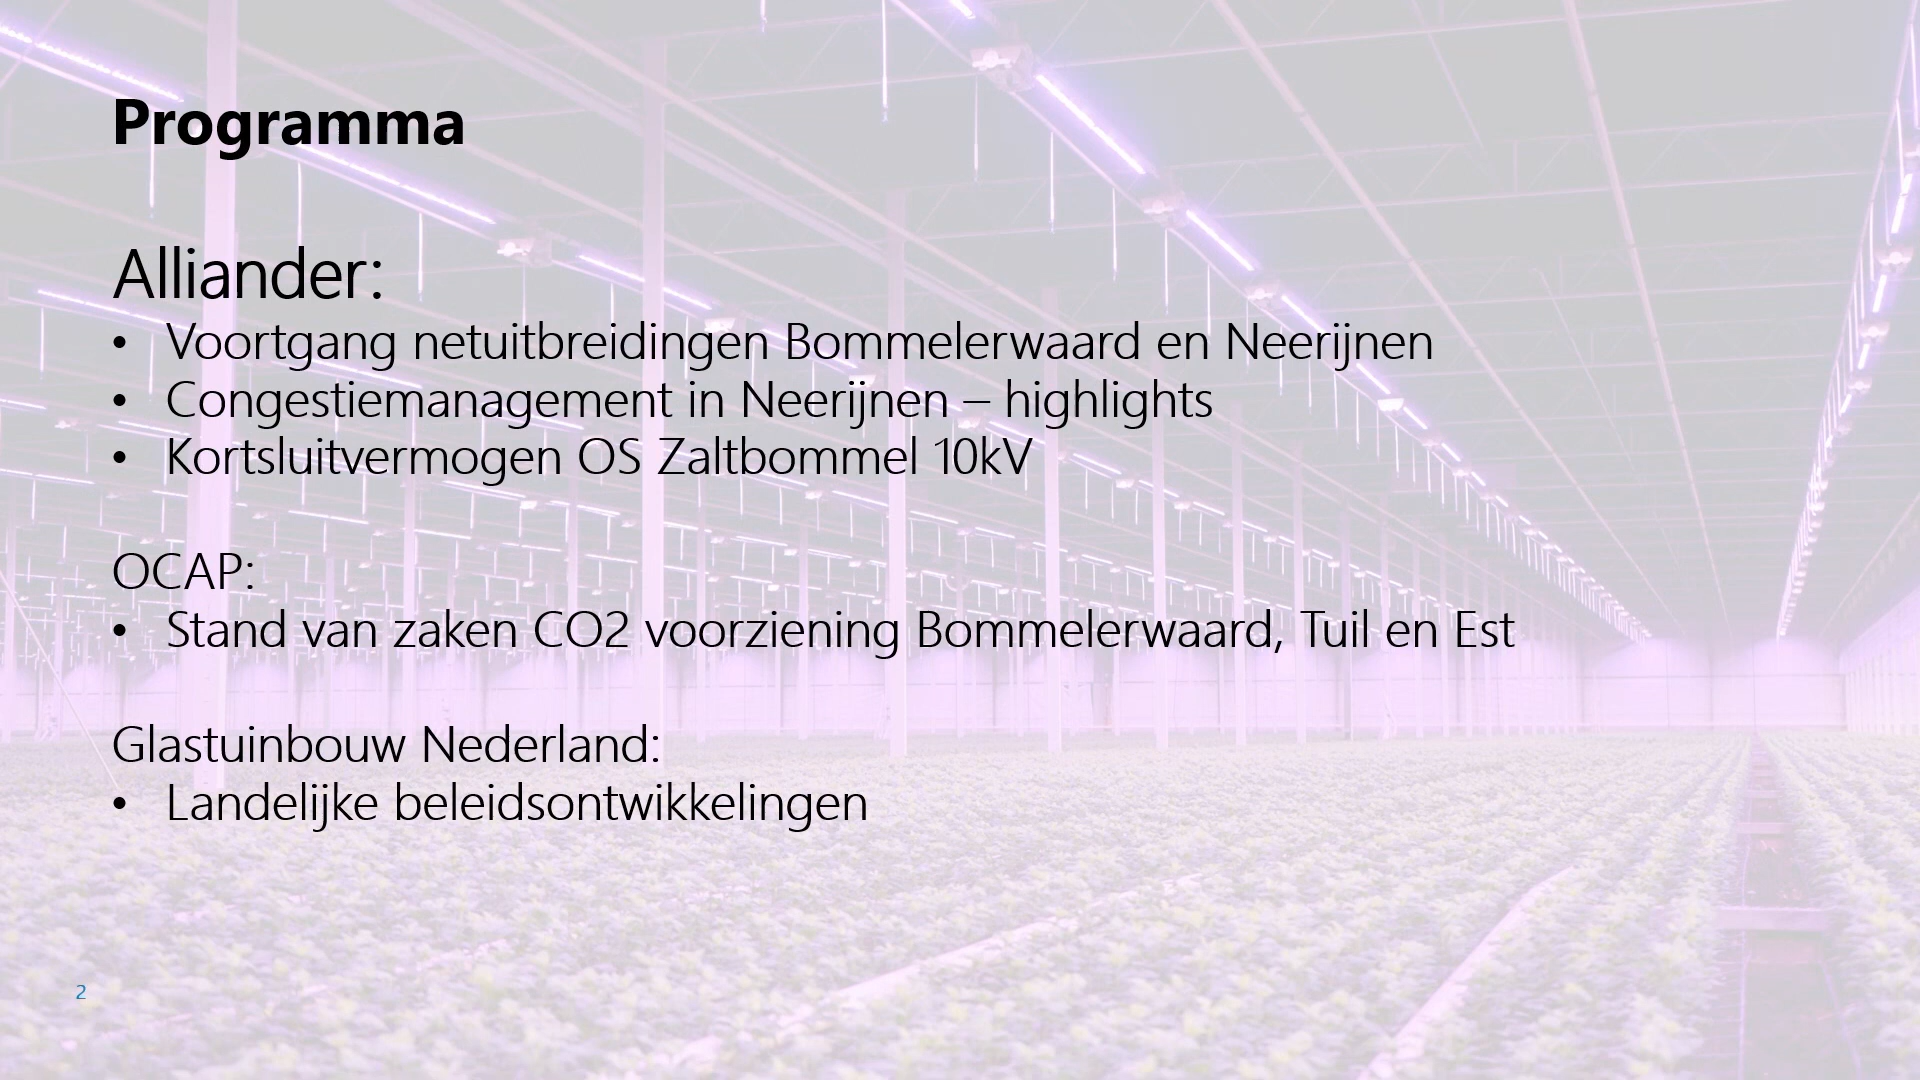 Programma
Alliander:
• Voortgang netuitbreidingen Bommelerwaard en Neerijnen
• Congestiemanagement in Neerijnen – highlights
• Kortsluitvermogen OS Zaltbommel 10kV
OCAP:
• Stand van zaken CO2 voorziening Bommelerwaard, Tuil en Est
Glastuinbouw Nederland:
• Landelijke beleidsontwikkelingen
2